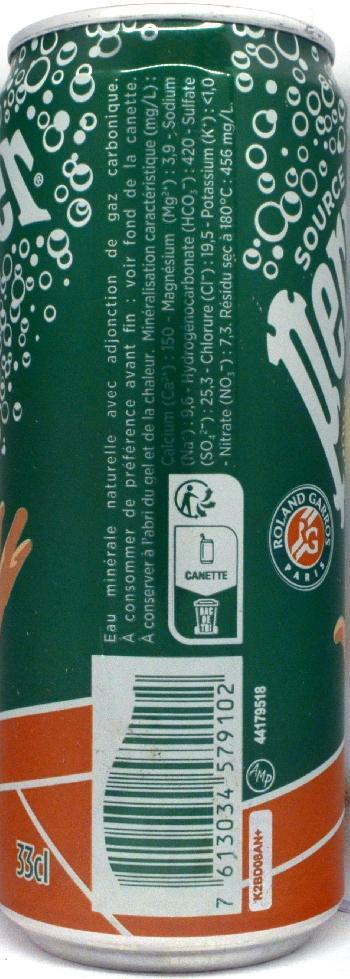 Eau minérale naturelle avec adjonction de gaz carbonique.
À consommer de préférence avant fin : voir fond de la canette.
À conserver à l'abri du gel et de la chaleur. Minéralisation caractéristique (mg/L) :
Calcium (Ca²⁺) : 150 - Magnésium (Mg²⁺) : 3,9 - Sodium
(Na⁺) : 9,6 - Hydrogénocarbonate (HCO₃⁻) : 420 - Sulfate
(SO₄²⁻) : 25,3 - Chlorure (Cl⁻) : 19,5 - Potassium (K⁺) : <1,0
- Nitrate (NO₃⁻) : 7,3. Résidu sec à 180°C : 456 mg/L.
CANETTE
BAC
DE
TRI
SOURCE
Per
er®
ROLAND GARROS
PARIS
33cl
7 613034 579102
44179518
AMP
K2BD08AN+